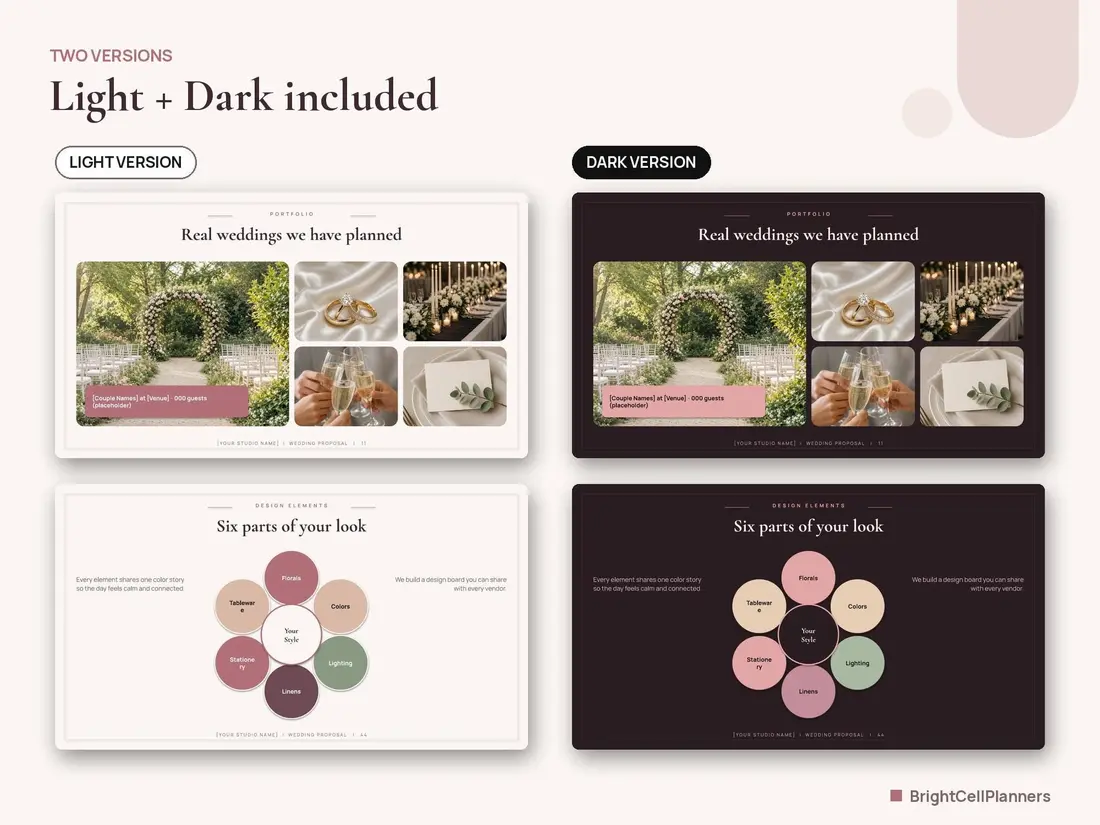 TWO VERSIONS
Light + Dark included
LIGHT VERSION
DARK VERSION
PORTFOLIO
Real weddings we have planned
[Couple Names] at [Venue] · 000 guests
(placeholder)
[YOUR STUDIO NAME] | WEDDING PROPOSAL | 11
PORTFOLIO
Real weddings we have planned
[Couple Names] at [Venue] · 000 guests
(placeholder)
[YOUR STUDIO NAME] | WEDDING PROPOSAL | 11
DESIGN ELEMENTS
Six parts of your look
Every element shares one color story
so the day feels calm and connected.
We build a design board you can share
with every vendor.
Florals
Tablewar
e
Colors
Your
Style
Statione
ry
Lighting
Linens
[YOUR STUDIO NAME] | WEDDING PROPOSAL | 44
DESIGN ELEMENTS
Six parts of your look
Every element shares one color story
so the day feels calm and connected.
We build a design board you can share
with every vendor.
Florals
Tablewar
e
Colors
Your
Style
Statione
ry
Lighting
Linens
[YOUR STUDIO NAME] | WEDDING PROPOSAL | 44
BrightCellPlanners